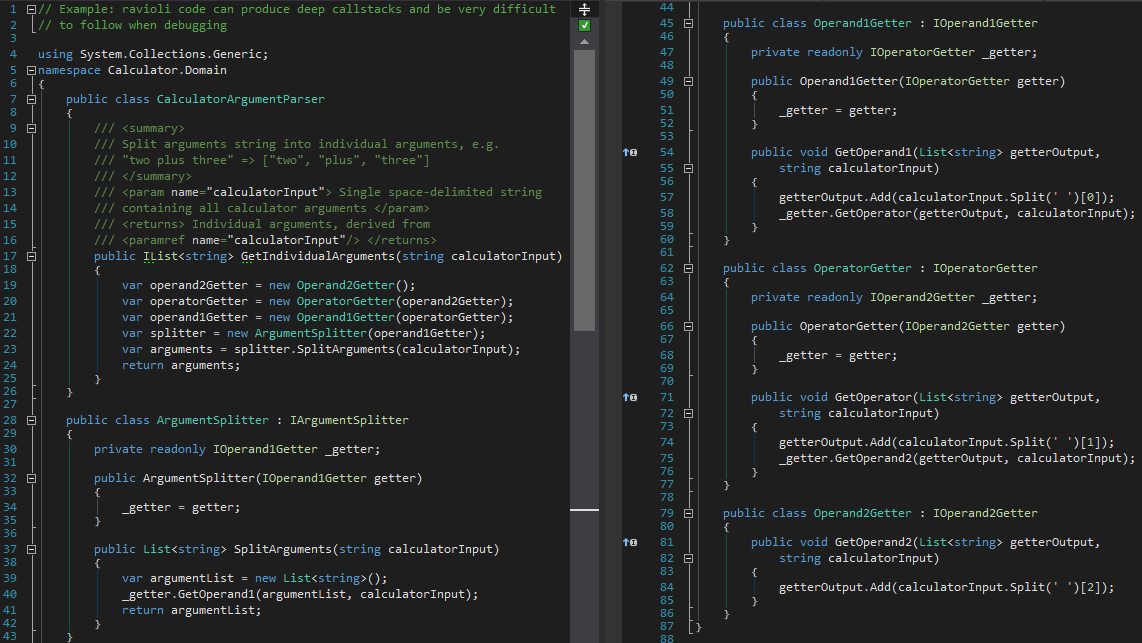 1 // Example: ravioli code can produce deep callstacks and be very difficult
2 // to follow when debugging
3
4 using System.Collections.Generic;
5 namespace Calculator.Domain
6 {
7 public class CalculatorArgumentParser
8 {
9 /// <summary>
10 /// Split arguments string into individual arguments, e.g.
11 /// "two plus three" => ["two", "plus", "three"]
12 /// </summary>
13 /// <param name="calculatorInput"> Single space-delimited string
14 /// containing all calculator arguments </param>
15 /// <returns> Individual arguments, derived from
16 /// <paramref name="calculatorInput"/> </returns>
17 public IList<string> GetIndividualArguments(string calculatorInput)
18 {
19 var operand2Getter = new Operand2Getter();
20 var operatorGetter = new OperatorGetter(operand2Getter);
21 var operand1Getter = new Operand1Getter(operatorGetter);
22 var splitter = new ArgumentSplitter(operand1Getter);
23 var arguments = splitter.SplitArguments(calculatorInput);
24 return arguments;
25 }
26 }
27
28 public class ArgumentSplitter : IArgumentSplitter
29 {
30 private readonly IOperand1Getter _getter;
31
32 public ArgumentSplitter(IOperand1Getter getter)
33 {
34 _getter = getter;
35 }
36
37 public List<string> SplitArguments(string calculatorInput)
38 {
39 var argumentList = new List<string>();
40 _getter.GetOperand1(argumentList, calculatorInput);
41 return argumentList;
42 }
43 }
44
45 public class Operand1Getter : IOperand1Getter
46 {
47 private readonly IOperatorGetter _getter;
48
49 public Operand1Getter(IOperatorGetter getter)
50 {
51 _getter = getter;
52 }
53
54 public void GetOperand1(List<string> getterOutput,
55 string calculatorInput)
56 {
57 getterOutput.Add(calculatorInput.Split(' ')[0]);
58 _getter.GetOperator(getterOutput, calculatorInput);
59 }
60 }
61
62 public class OperatorGetter : IOperatorGetter
63 {
64 private readonly IOperand2Getter _getter;
65
66 public OperatorGetter(IOperand2Getter getter)
67 {
68 _getter = getter;
69 }
70
71 public void GetOperator(List<string> getterOutput,
72 string calculatorInput)
73 {
74 getterOutput.Add(calculatorInput.Split(' ')[1]);
75 _getter.GetOperand2(getterOutput, calculatorInput);
76 }
77 }
78
79 public class Operand2Getter : IOperand2Getter
80 {
81 public void GetOperand2(List<string> getterOutput,
82 string calculatorInput)
83 {
84 getterOutput.Add(calculatorInput.Split(' ')[2]);
85 }
86 }
87 }
88